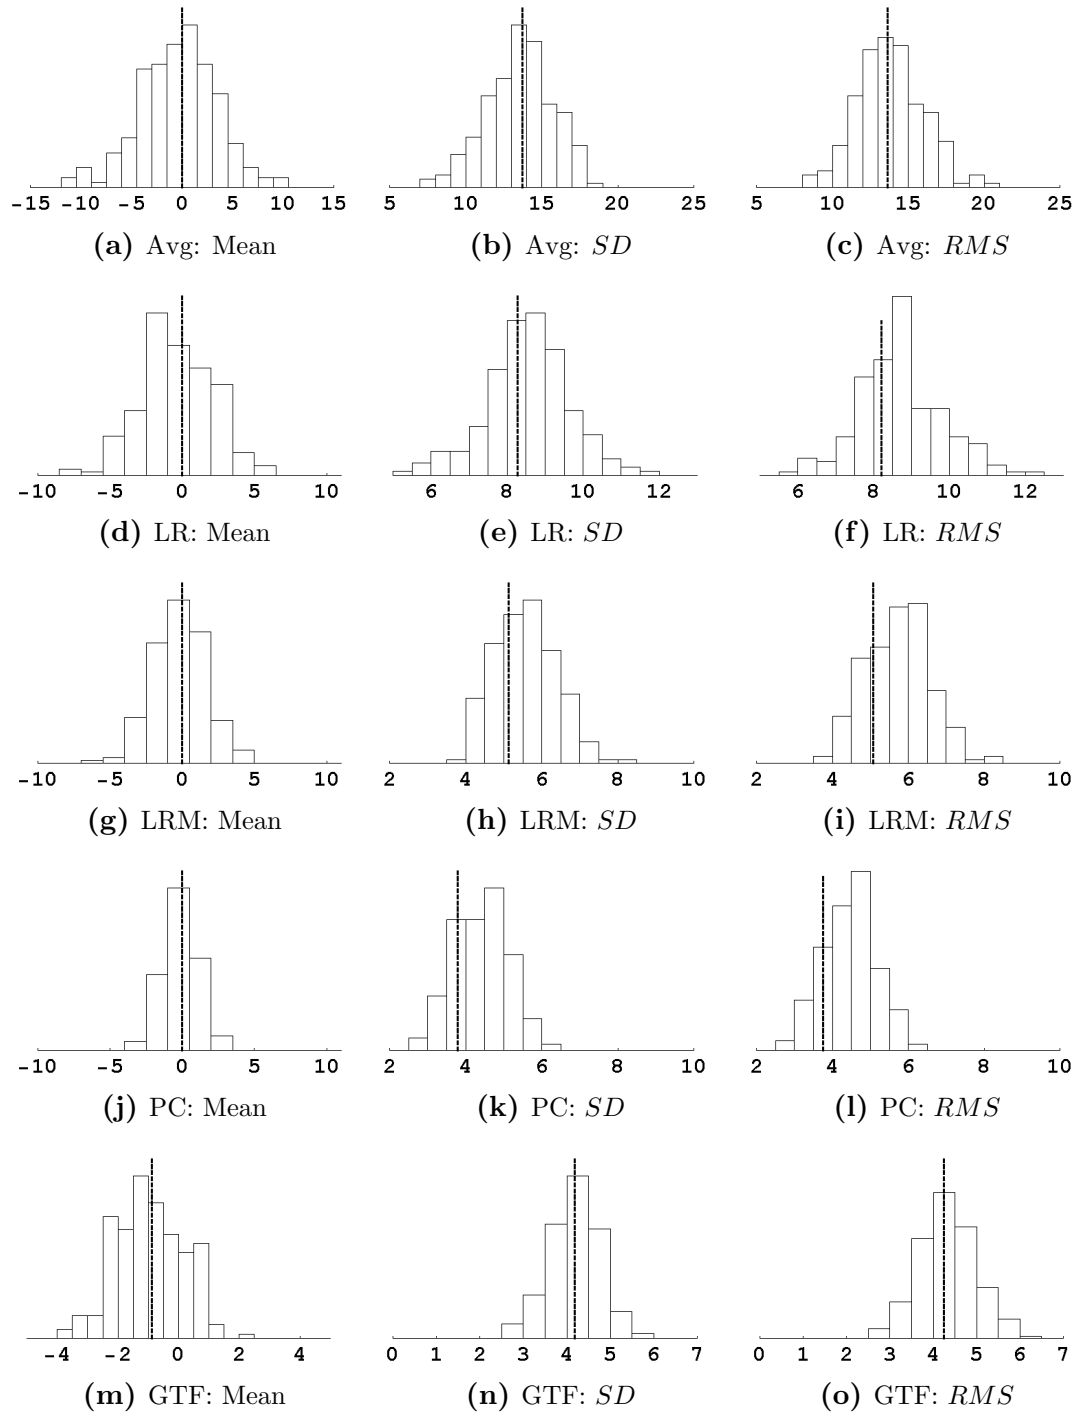 -15 -10 -5 0 5 10 15 5 10 15 20 25 5 10 15 20 25
(a) Avg: Mean (b) Avg: SD (c) Avg: RMS
-10 -5 0 5 10 6 8 10 12 6 8 10 12
(d) LR: Mean (e) LR: SD (f) LR: RMS
-10 -5 0 5 10 2 4 6 8 10 2 4 6 8 10
(g) LRM: Mean (h) LRM: SD (i) LRM: RMS
-10 -5 0 5 10 2 4 6 8 10 2 4 6 8 10
(j) PC: Mean (k) PC: SD (l) PC: RMS
-4 -2 0 2 4 0 1 2 3 4 5 6 7 0 1 2 3 4 5 6 7
(m) GTF: Mean (n) GTF: SD (o) GTF: RMS